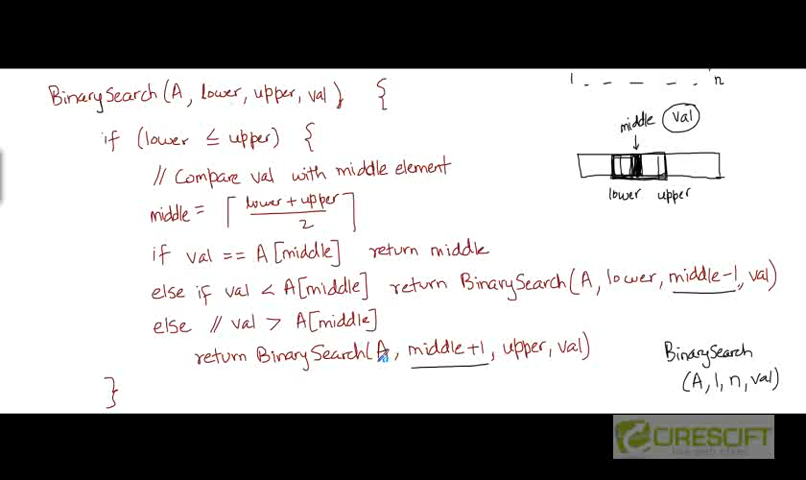 BinarySearch(A, lower, upper, val) {
if (lower ≤ upper) {
// Compare val with middle element
middle = ⌈ lower + upper / 2 ⌉
if val == A[middle] return middle
else if val < A[middle] return BinarySearch(A, lower, middle-1, val)
else // val > A[middle]
return BinarySearch(A, middle+1, upper, val)
}
1 . - - - . n
middle val
lower upper
BinarySearch
(A, 1, n, val)
CIRESCIFT